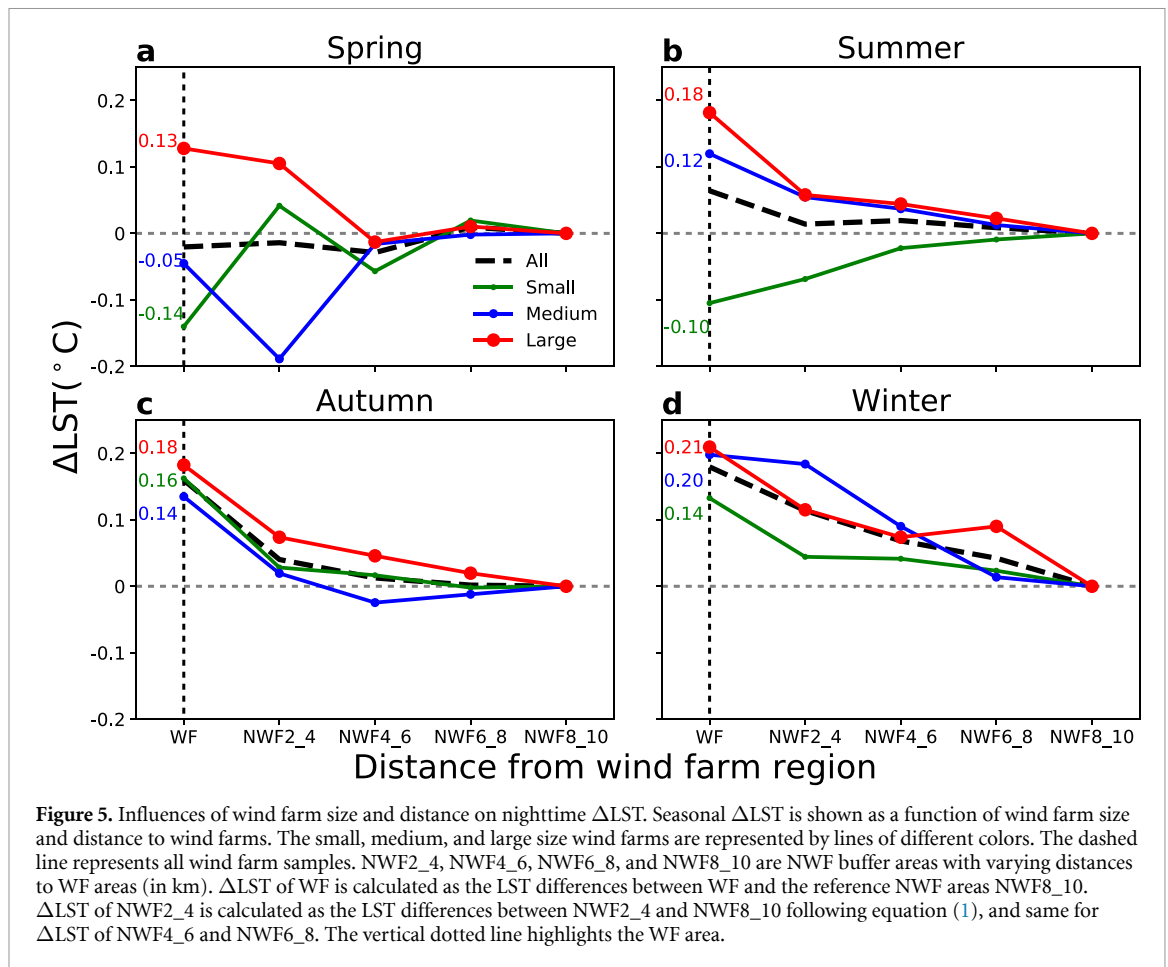 a Spring
b Summer
0.2
0.1
0
-0.1
-0.2
0.13
-0.05
-0.14
All
Small
Medium
Large
0.18
0.12
-0.10
ΔLST(°C)
c Autumn
d Winter
0.2
0.1
0
-0.1
-0.2
0.18
0.16
0.14
0.21
0.20
0.14
WF NWF2_4 NWF4_6 NWF6_8 NWF8_10
WF NWF2_4 NWF4_6 NWF6_8 NWF8_10
Distance from wind farm region
Figure 5. Influences of wind farm size and distance on nighttime ΔLST. Seasonal ΔLST is shown as a function of wind farm size
and distance to wind farms. The small, medium, and large size wind farms are represented by lines of different colors. The dashed
line represents all wind farm samples. NWF2_4, NWF4_6, NWF6_8, and NWF8_10 are NWF buffer areas with varying distances
to WF areas (in km). ΔLST of WF is calculated as the LST differences between WF and the reference NWF areas NWF8_10.
ΔLST of NWF2_4 is calculated as the LST differences between NWF2_4 and NWF8_10 following equation (1), and same for
ΔLST of NWF4_6 and NWF6_8. The vertical dotted line highlights the WF area.